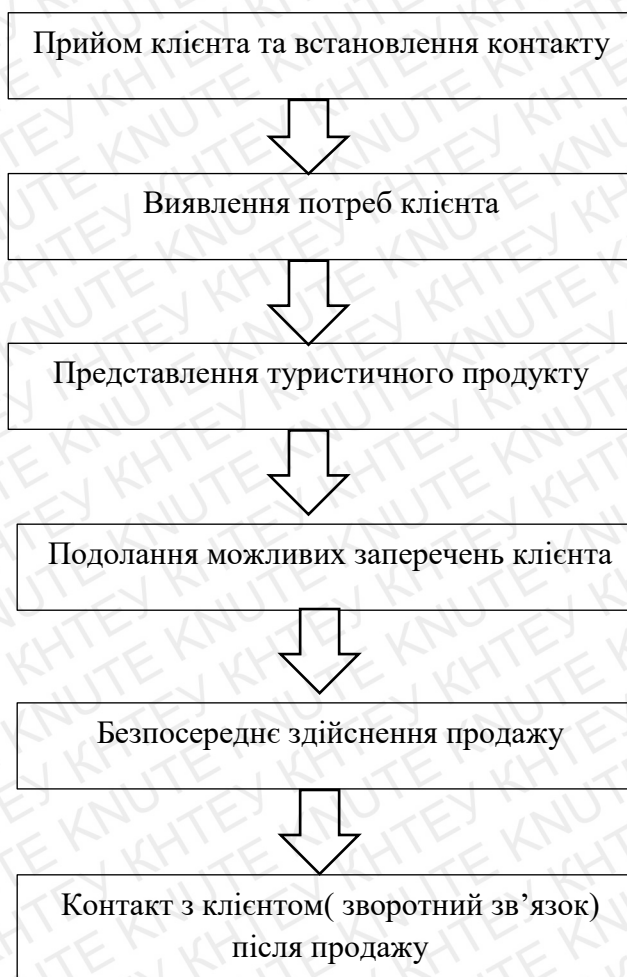 Прийом клієнта та встановлення контакту
Виявлення потреб клієнта
Представлення туристичного продукту
Подолання можливих заперечень клієнта
Безпосереднє здійснення продажу
Контакт з клієнтом( зворотний зв’язок)
після продажу